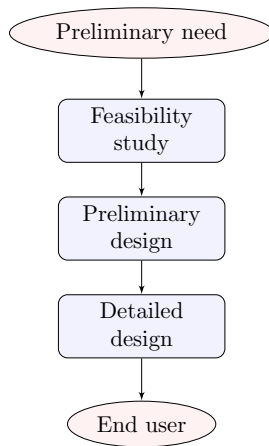 Preliminary need
Feasibility
study
Preliminary
design
Detailed
design
End user